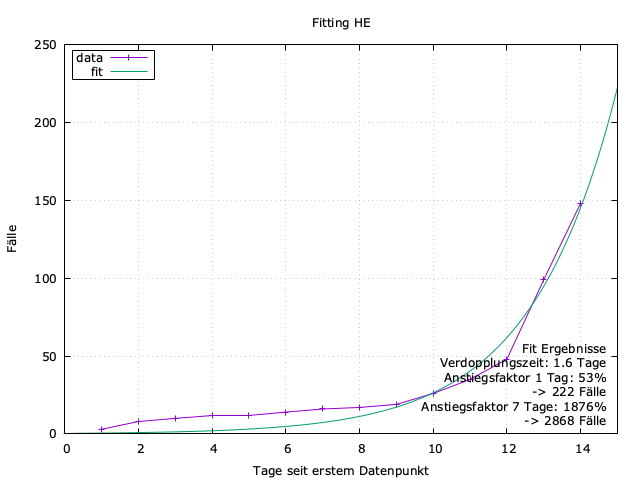 Fitting HE
250
200
150
100
50
0
Fälle
data
fit
Fit Ergebnisse
Verdopplungszeit: 1.6 Tage
Anstiegsfaktor 1 Tag: 53%
-> 222 Fälle
Anstiegsfaktor 7 Tage: 1876%
-> 2868 Fälle
0 2 4 6 8 10 12 14
Tage seit erstem Datenpunkt